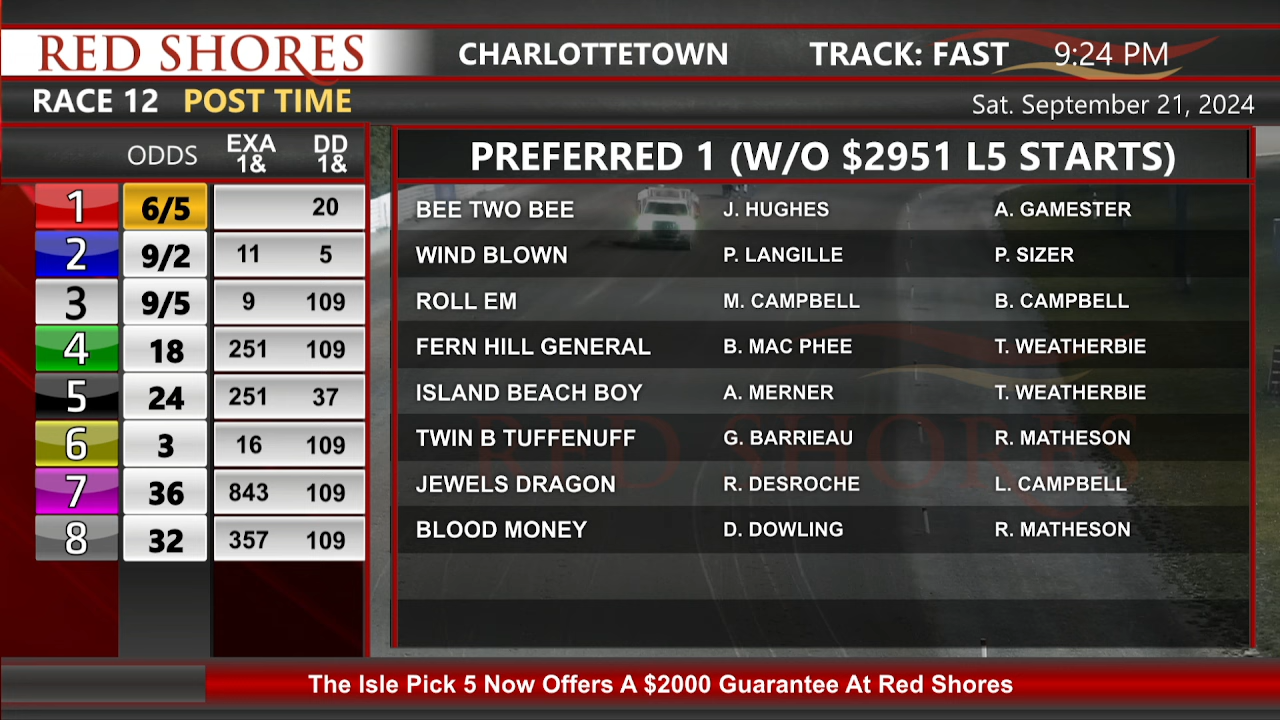 RED SHORES CHARLOTTETOWN TRACK: FAST 9:24 PM
RACE 12 POST TIME Sat. September 21, 2024
ODDS EXA 1& DD 1&
PREFERRED 1 (W/O $2951 L5 STARTS)
1 6/5 20 BEE TWO BEE J. HUGHES A. GAMESTER
2 9/2 11 5 WIND BLOWN P. LANGILLE P. SIZER
3 9/5 9 109 ROLL EM M. CAMPBELL B. CAMPBELL
4 18 251 109 FERN HILL GENERAL B. MAC PHEE T. WEATHERBIE
5 24 251 37 ISLAND BEACH BOY A. MERNER T. WEATHERBIE
6 3 16 109 TWIN B TUFFENUFF G. BARRIEAU R. MATHESON
7 36 843 109 JEWELS DRAGON R. DESROCHE L. CAMPBELL
8 32 357 109 BLOOD MONEY D. DOWLING R. MATHESON
RED SHORES
The Isle Pick 5 Now Offers A $2000 Guarantee At Red Shores